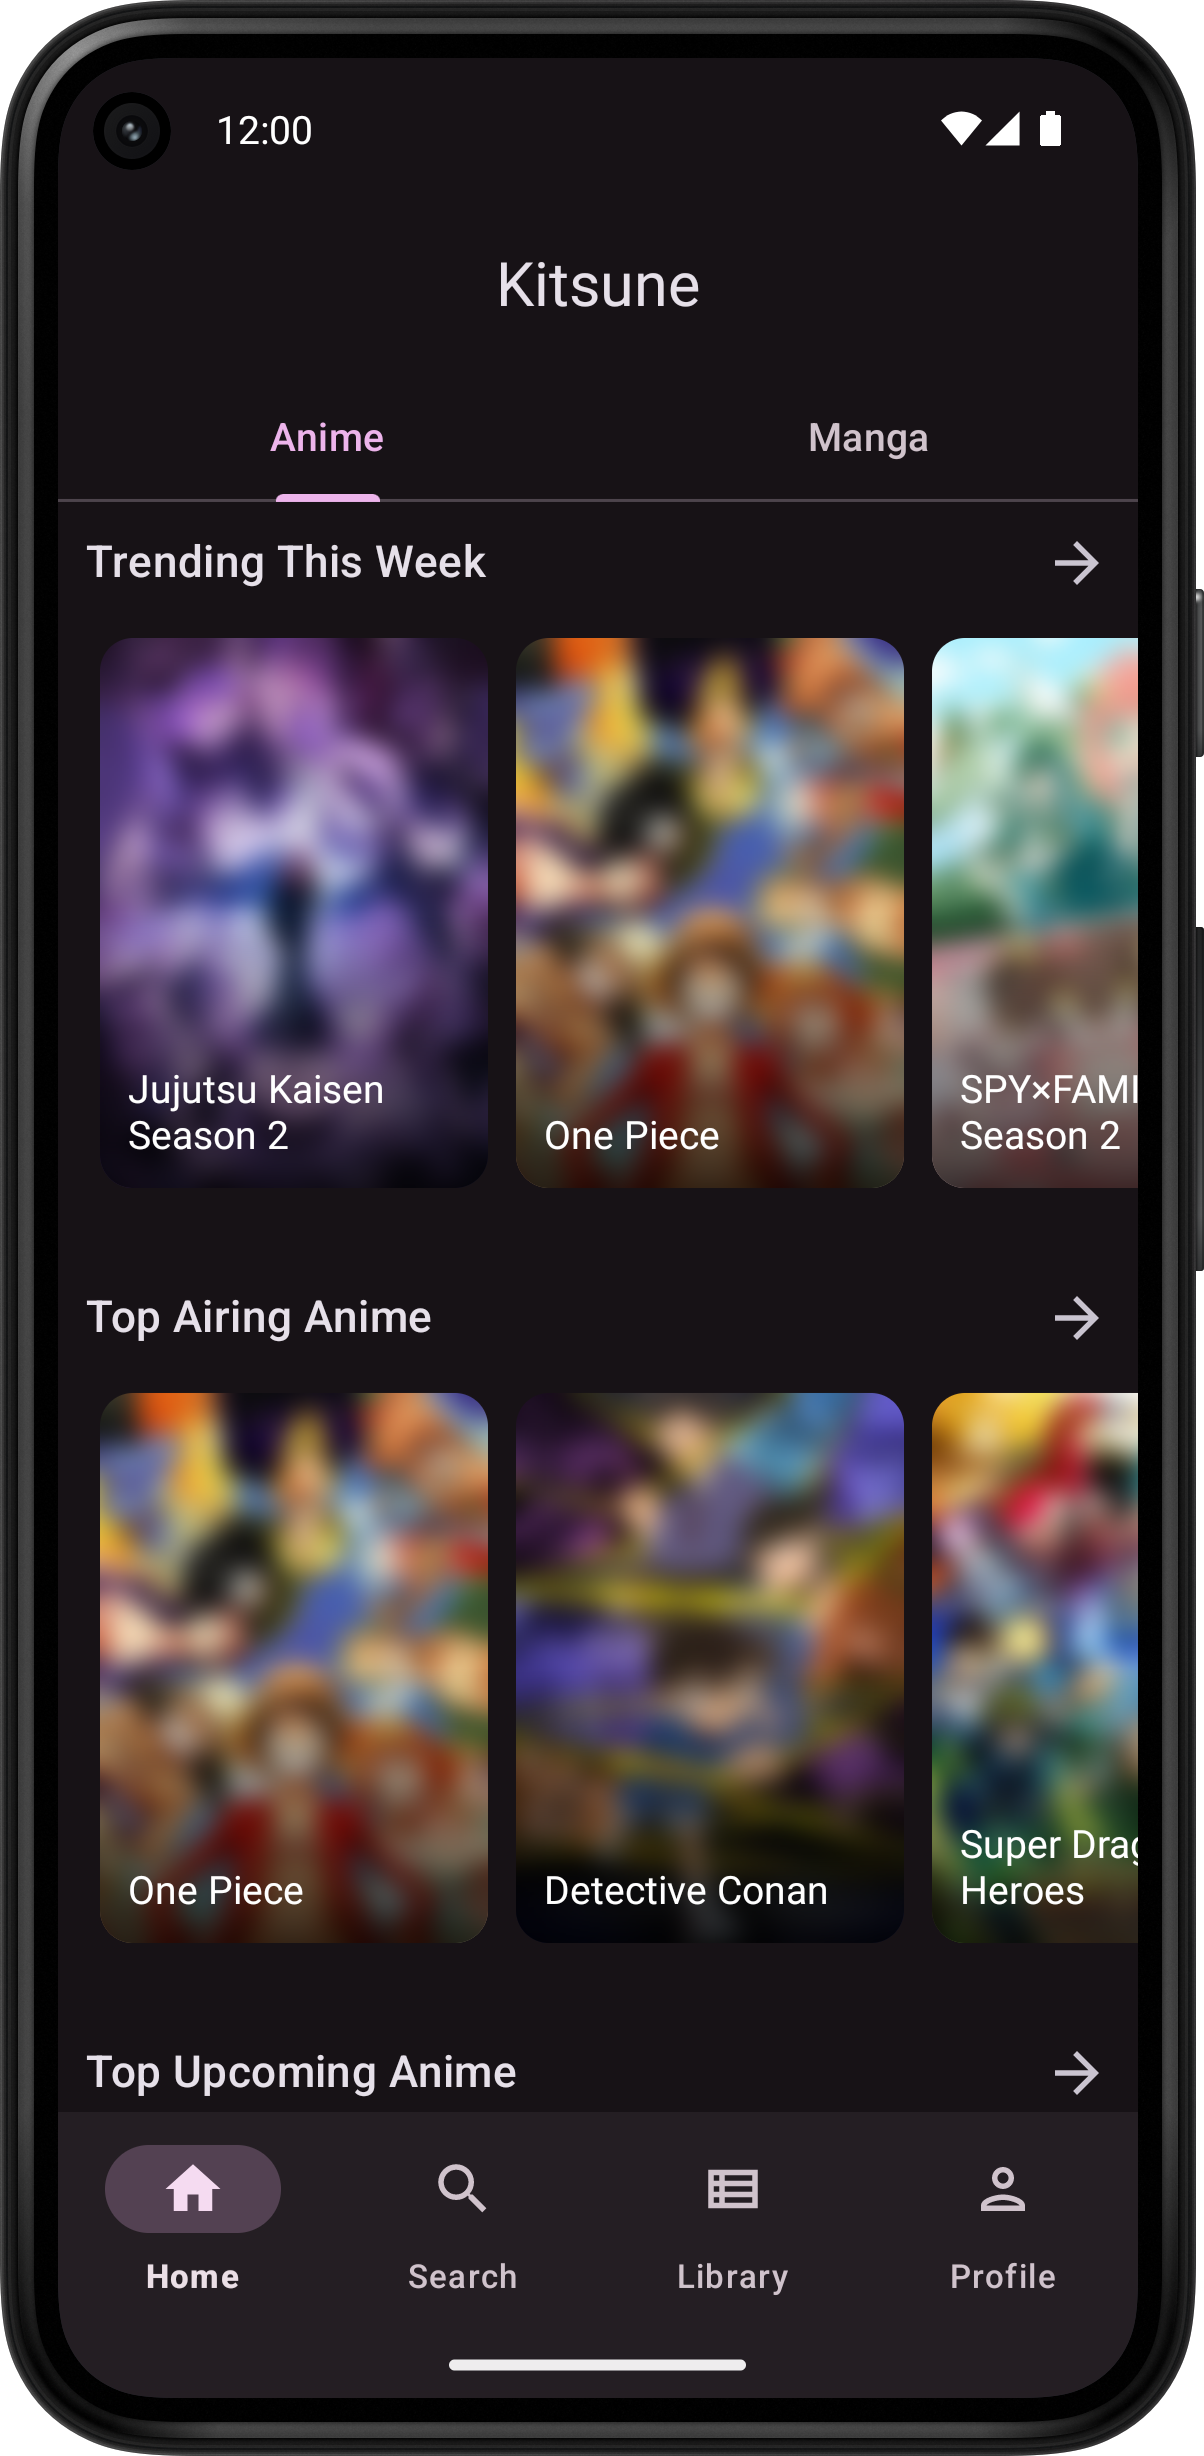 12:00
Kitsune
Anime
Manga
Trending This Week
Jujutsu Kaisen
Season 2
One Piece
SPY×FAMI
Season 2
Top Airing Anime
One Piece
Detective Conan
Super Drag
Heroes
Top Upcoming Anime
Home
Search
Library
Profile